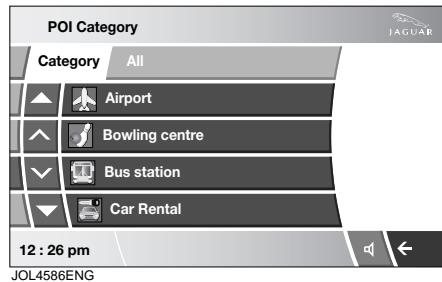 POI Category
JAGUAR
Category All
Airport
Bowling centre
Bus station
Car Rental
12 : 26 pm
JOL4586ENG